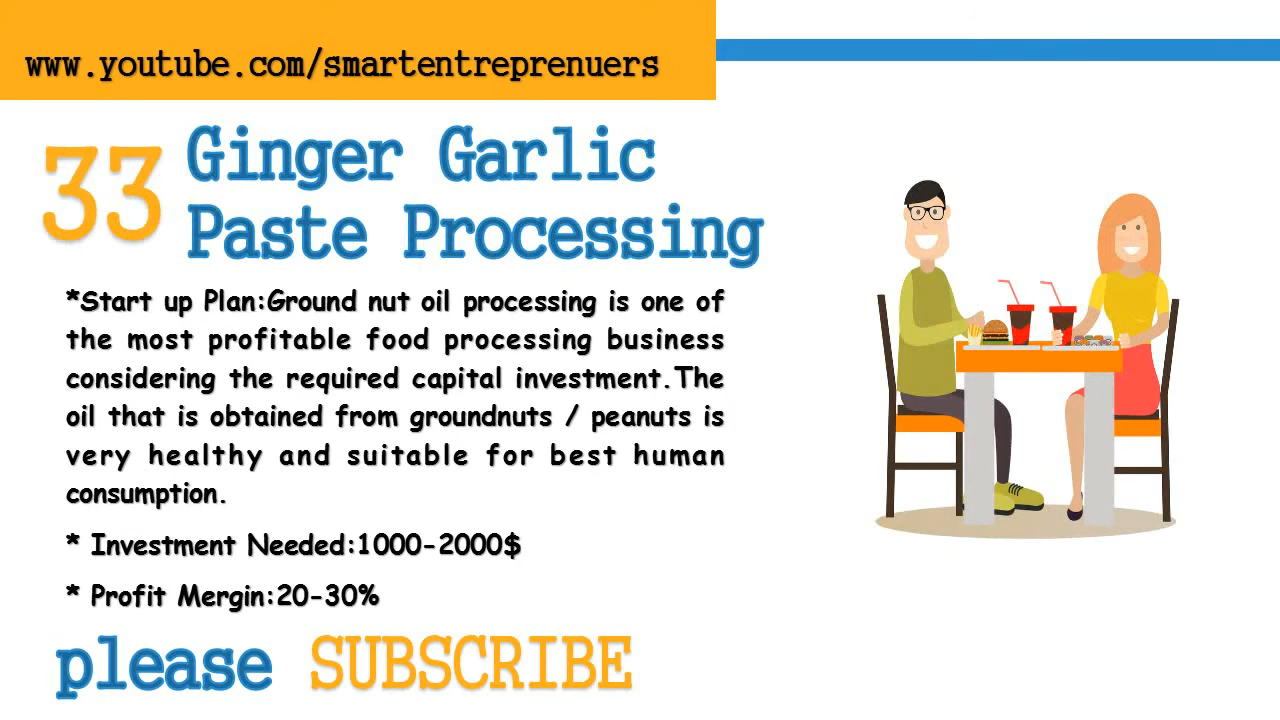 www.youtube.com/smartentreprenuers
33 Ginger Garlic
Paste Processing
*Start up Plan:Ground nut oil processing is one of
the most profitable food processing business
considering the required capital investment.The
oil that is obtained from groundnuts / peanuts is
very healthy and suitable for best human
consumption.
* Investment Needed:1000-2000$
* Profit Mergin:20-30%
please SUBSCRIBE